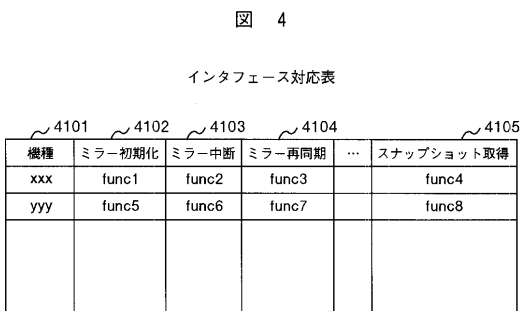 図 4
インタフェース対応表
4101 4102 4103 4104 4105
機種 ミラー初期化 ミラー中断 ミラー再同期 … スナップショット取得
xxx func1 func2 func3 func4
yyy func5 func6 func7 func8